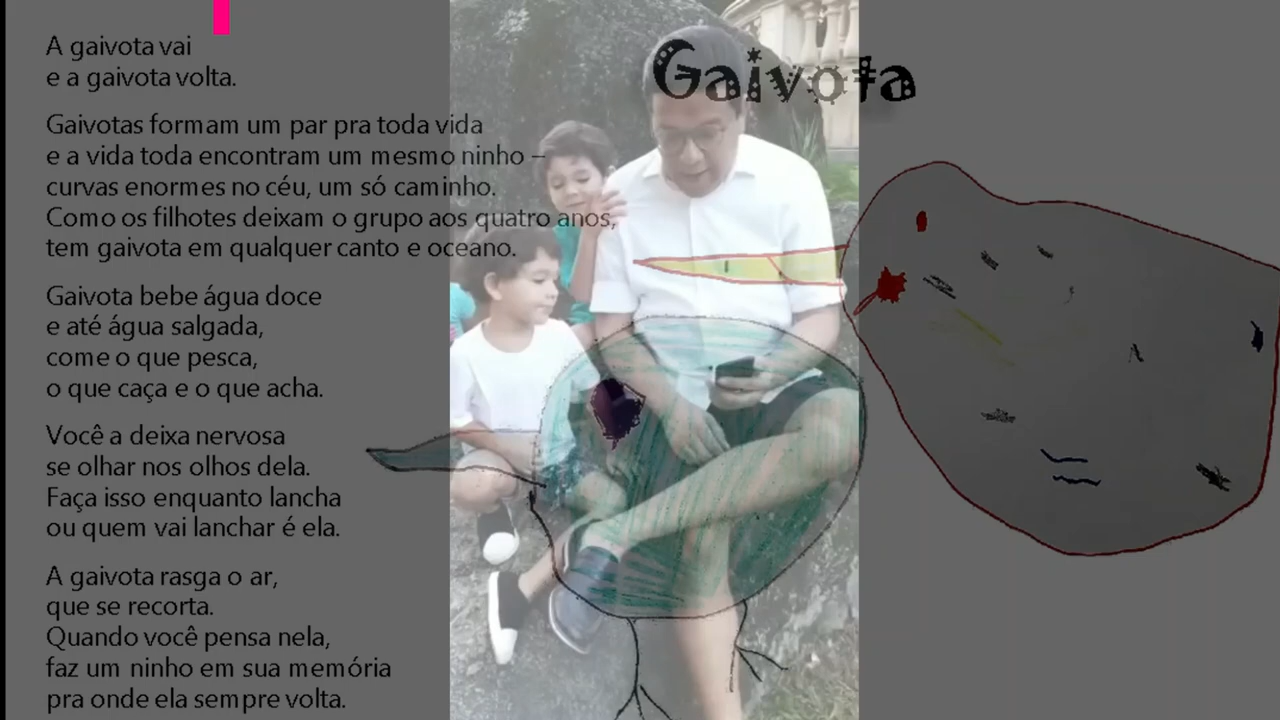 Gaivota
A gaivota vai
e a gaivota volta.
Gaivotas formam um par pra toda vida
e a vida toda encontram um mesmo ninho –
curvas enormes no céu, um só caminho.
Como os filhotes deixam o grupo aos quatro anos,
tem gaivota em qualquer canto e oceano.
Gaivota bebe água doce
e até água salgada,
come o que pesca,
o que caça e o que acha.
Você a deixa nervosa
se olhar nos olhos dela.
Faça isso enquanto lancha
ou quem vai lanchar é ela.
A gaivota rasga o ar,
que se recorta.
Quando você pensa nela,
faz um ninho em sua memória
pra onde ela sempre volta.